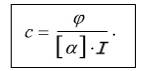 c = φ / [α] · I .